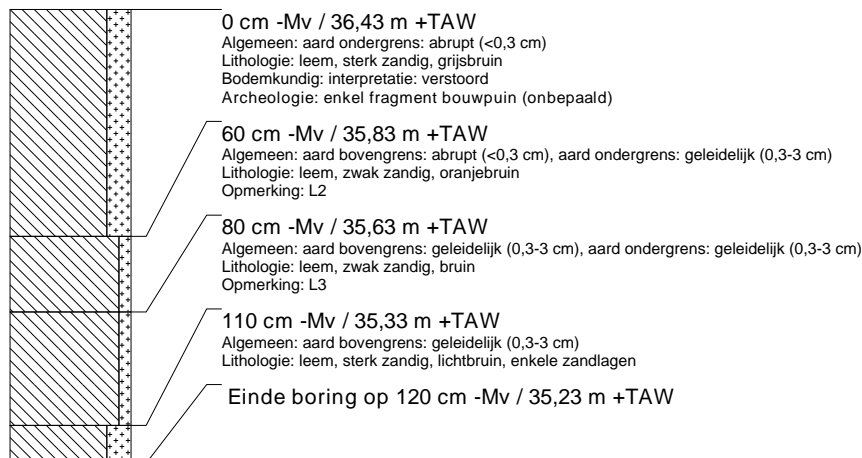 0 cm -Mv / 36,43 m +TAW
Algemeen: aard ondergrens: abrupt (<0,3 cm)
Lithologie: leem, sterk zandig, grijsbruin
Bodemkundig: interpretatie: verstoord
Archeologie: enkel fragment bouwpuin (onbepaald)
60 cm -Mv / 35,83 m +TAW
Algemeen: aard bovengrens: abrupt (<0,3 cm), aard ondergrens: geleidelijk (0,3-3 cm)
Lithologie: leem, zwak zandig, oranjebruin
Opmerking: L2
80 cm -Mv / 35,63 m +TAW
Algemeen: aard bovengrens: geleidelijk (0,3-3 cm), aard ondergrens: geleidelijk (0,3-3 cm)
Lithologie: leem, zwak zandig, bruin
Opmerking: L3
110 cm -Mv / 35,33 m +TAW
Algemeen: aard bovengrens: geleidelijk (0,3-3 cm)
Lithologie: leem, sterk zandig, lichtbruin, enkele zandlagen
Einde boring op 120 cm -Mv / 35,23 m +TAW